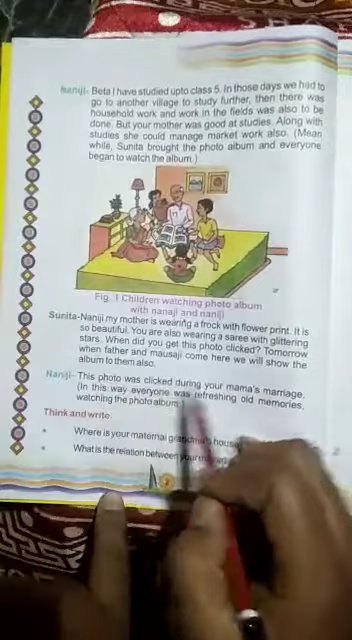 Nanji- Beta I have studied upto class 5. In those days we had to
go to another village to study further, then there was
household work and work in the fields was also to be
done. But your mother was good at studies. Along with
studies she could manage market work also. (Mean
while, Sunita brought the photo album and everyone
began to watch the album.)
Fig. 1 Children watching photo album
with nanaji and naniji
Sunita-Naniji,my mother is wearing a frock with flower print. It is
so beautiful. You are also wearing a saree with glittering
stars. When did you get this photo clicked? Tomorrow
when father and mausaji come here we will show the
album to them also.
Naniji- This photo was clicked during your mama's marriage.
(In this way everyone was refreshing old memories,
watching the photo album.
Think and write:
• Where is your maternal
• What is the relation between your